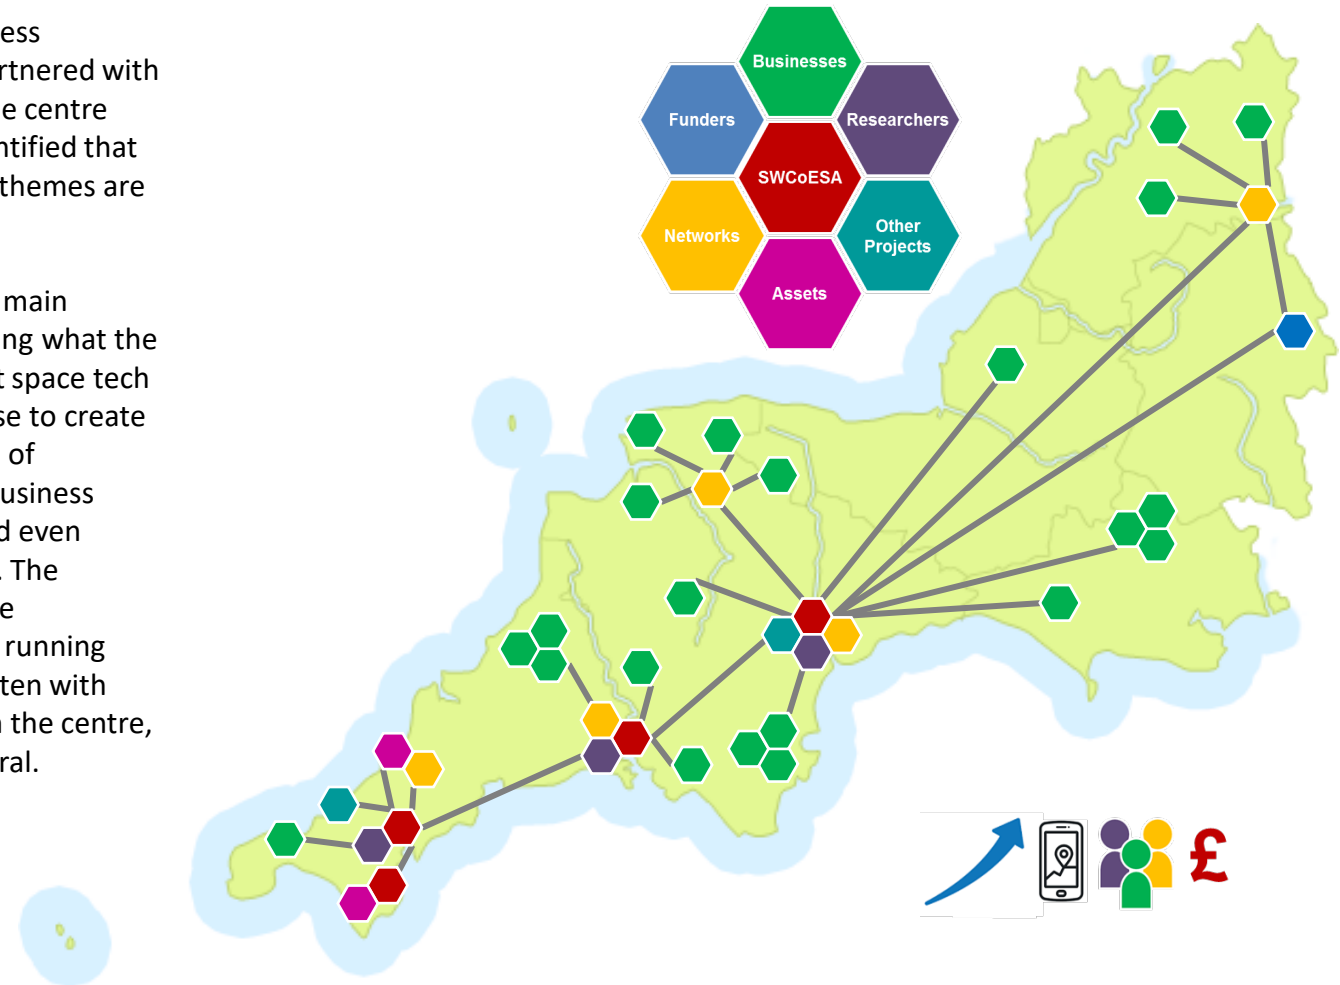 ess
rtnered with
e centre
ntified that
themes are
main
ng what the
t space tech
se to create
of
usiness
d even
. The
e
running
ten with
n the centre,
ral.
Businesses
Funders
Researchers
SWCoESA
Networks
Other
Projects
Assets
£